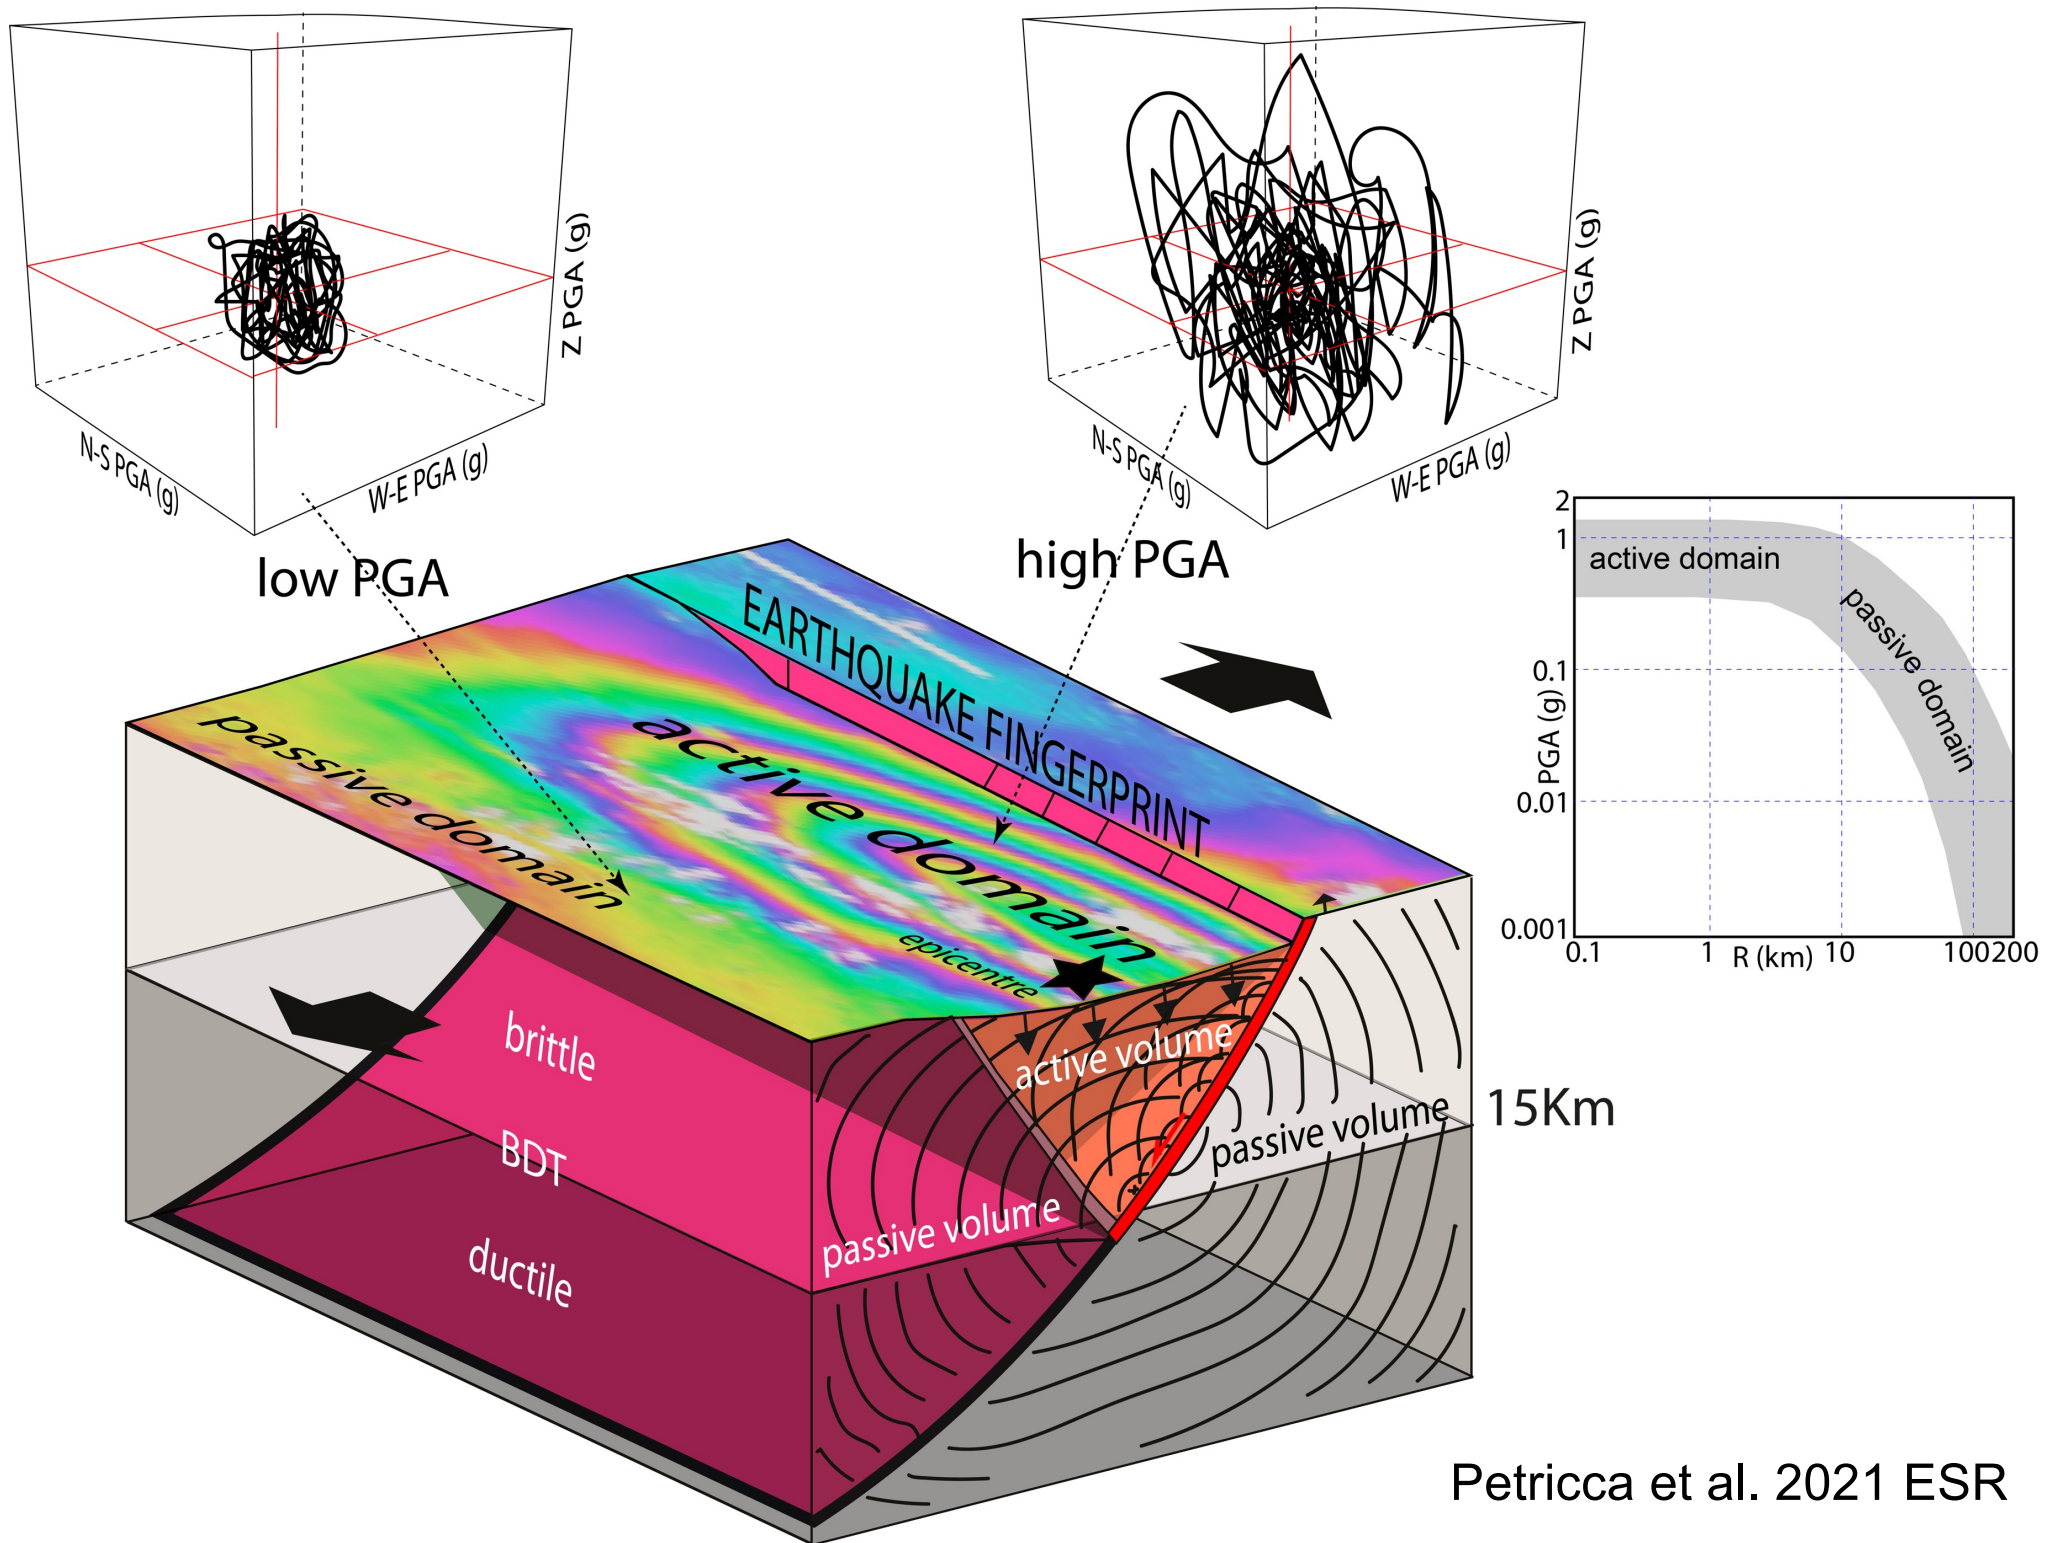 Z PGA (g)
N-S PGA (g)
W-E PGA (g)
low PGA
Z PGA (g)
N-S PGA (g)
W-E PGA (g)
high PGA
2
1
0.1
0.01
0.001
PGA (g)
active domain
passive domain
0.1
1
R (km)
10
100200
EARTHQUAKE FINGERPRINT
passive domain
active domain
epicentre
brittle
BDT
ductile
active volume
passive volume
passive volume
15Km
Petricca et al. 2021 ESR